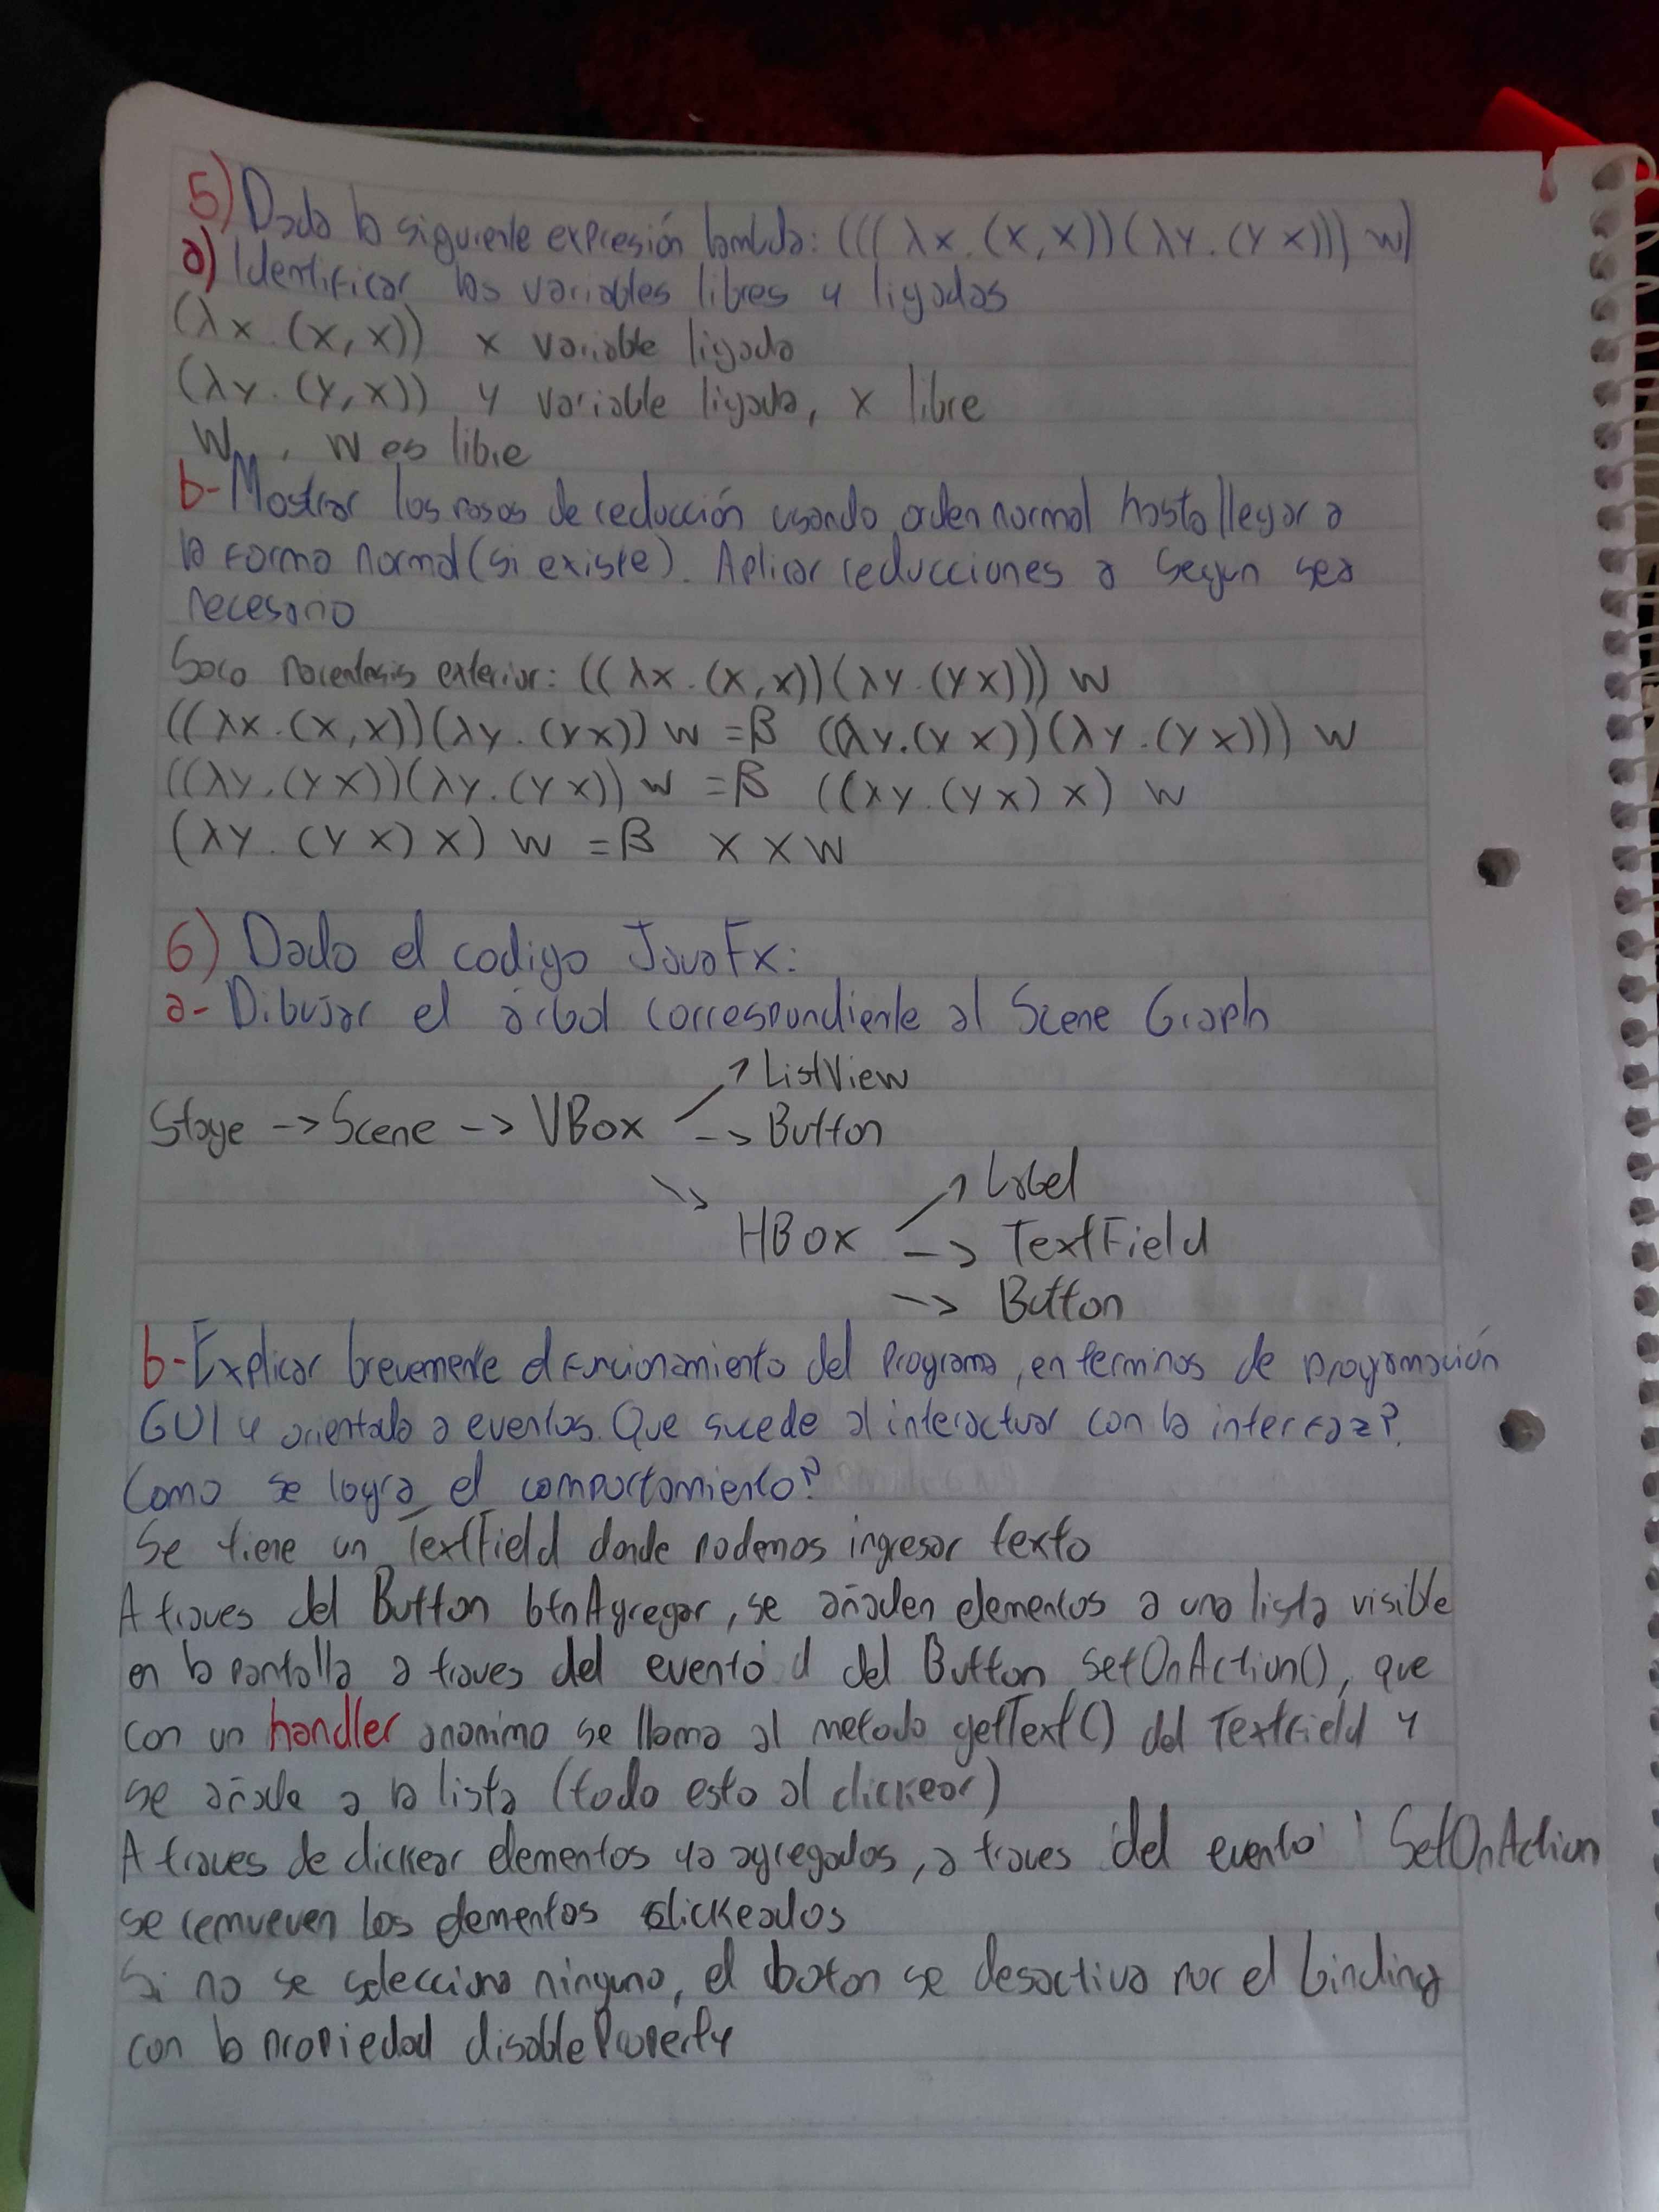 5) Dada la siguiente expresión lambda: (((λx.(x,x))(λy.(y x))) w)
a) Identificar las variables libres y ligadas
(λx.(x,x)) x variable ligada
(λy.(y,x)) y variable ligada, x libre
W, w es libre
b- Mostrar los pasos de reducción usando orden normal hasta llegar a
la forma normal (si existe). Aplicar reducciones a segun sea
necesario
Saco parentesis exterior: ((λx.(x,x))(λy.(y x))) w
((λx.(x,x))(λy.(y x)) w =β ((λy.(y x))(λy.(y x))) w
((λy.(y x))(λy.(y x)) w =β ((λy.(y x) x) w
(λy.(y x) x) w =β x x w
6) Dado el codigo JavaFx:
a- Dibujar el árbol correspondiente al Scene Graph
ListView
Stage -> Scene -> VBox -> Button
Label
HBox -> TextField
-> Button
b- Explicar brevemente el funcionamiento del programa, en terminos de programación
GUI y orientado a eventos. Que sucede al interactuar con la interfaz?.
Como se logra el comportamiento?
Se tiene un TextField donde podemos ingresar texto
A traves del Button btnAgregar, se añaden elementos a una lista visible
en la pantalla a traves del evento d del Button setOnAction(), que
con un handler anonimo se llama al metodo getText() del Textfield y
se añade a la lista (todo esto al clickear)
A traves de clickear elementos ya agregados, a traves del evento SetOnAction
se remueven los elementos clickeados
Si no se selecciona ninguno, el boton se desactiva por el binding
con la propiedad disableProperty